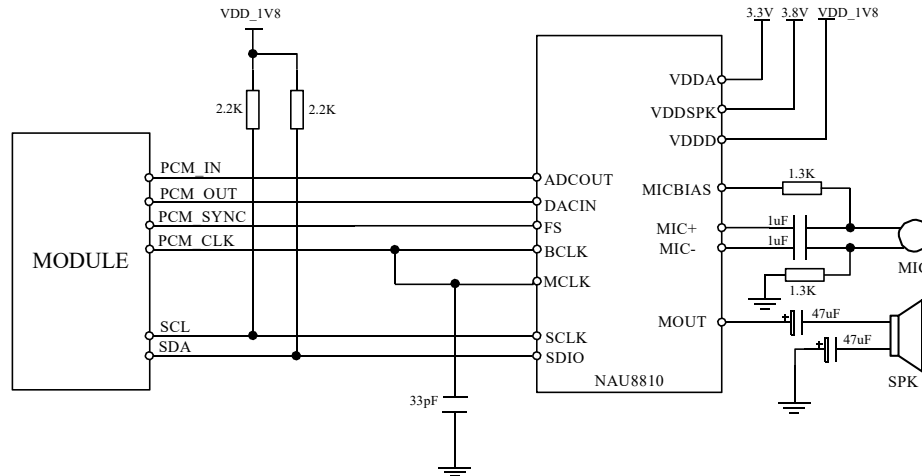 VDD_1V8
3.3V 3.8V VDD_1V8
2.2K
2.2K
VDDA
VDDSPK
VDDD
PCM_IN
ADCOUT
PCM_OUT
DACIN
PCM_SYNC
FS
PCM_CLK
BCLK
MODULE
MCLK
MICBIAS
1.3K
MIC+
1uF
MIC-
1uF
MIC
1.3K
SCL
SCLK
SDA
SDIO
MOUT
47uF
47uF
SPK
NAU8810
33pF